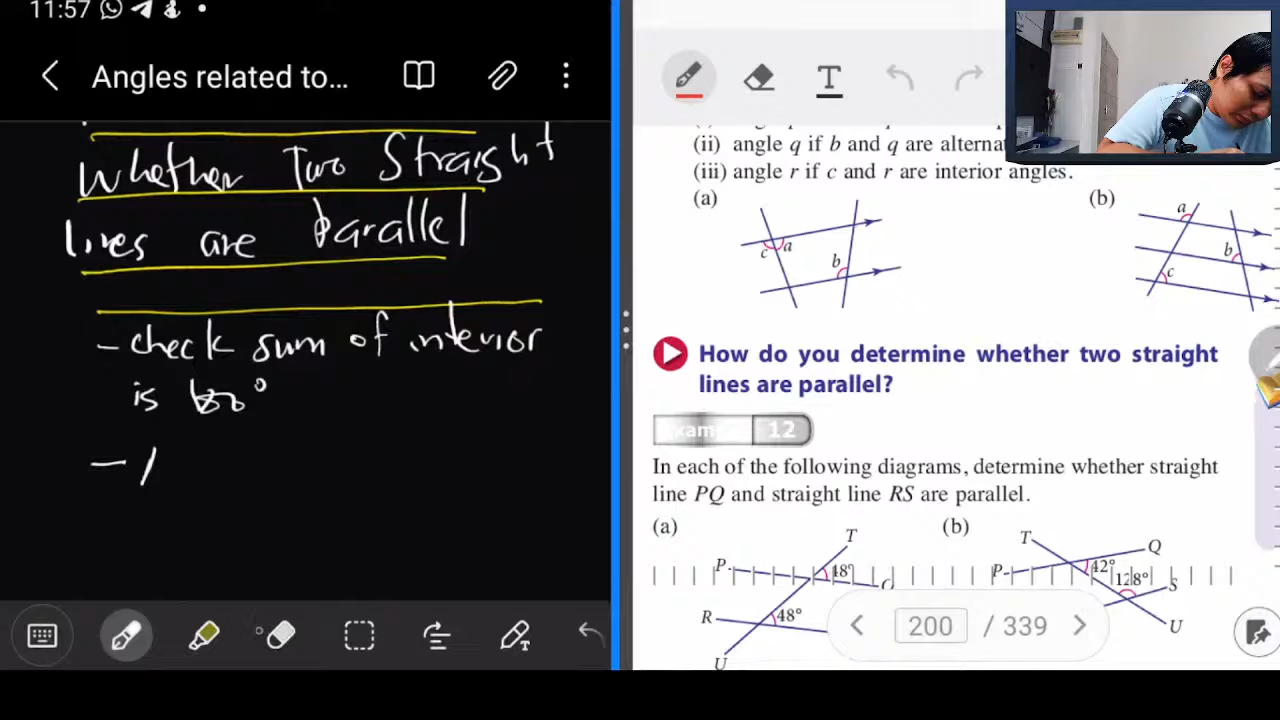 11:57
Angles related to...
Whether Two Straight
lines are parallel
- check sum of interior
is °
T
(ii) angle q if b and q are alterna
(iii) angle r if c and r are interior angles.
(a)
(b)
c a
b
a
b
c
How do you determine whether two straight
lines are parallel?
Exam 12
In each of the following diagrams, determine whether straight
line PQ and straight line RS are parallel.
(a)
(b)
T
P
48°
R
48°
U
T
Q
P
42°
128°
S
U
200 / 339